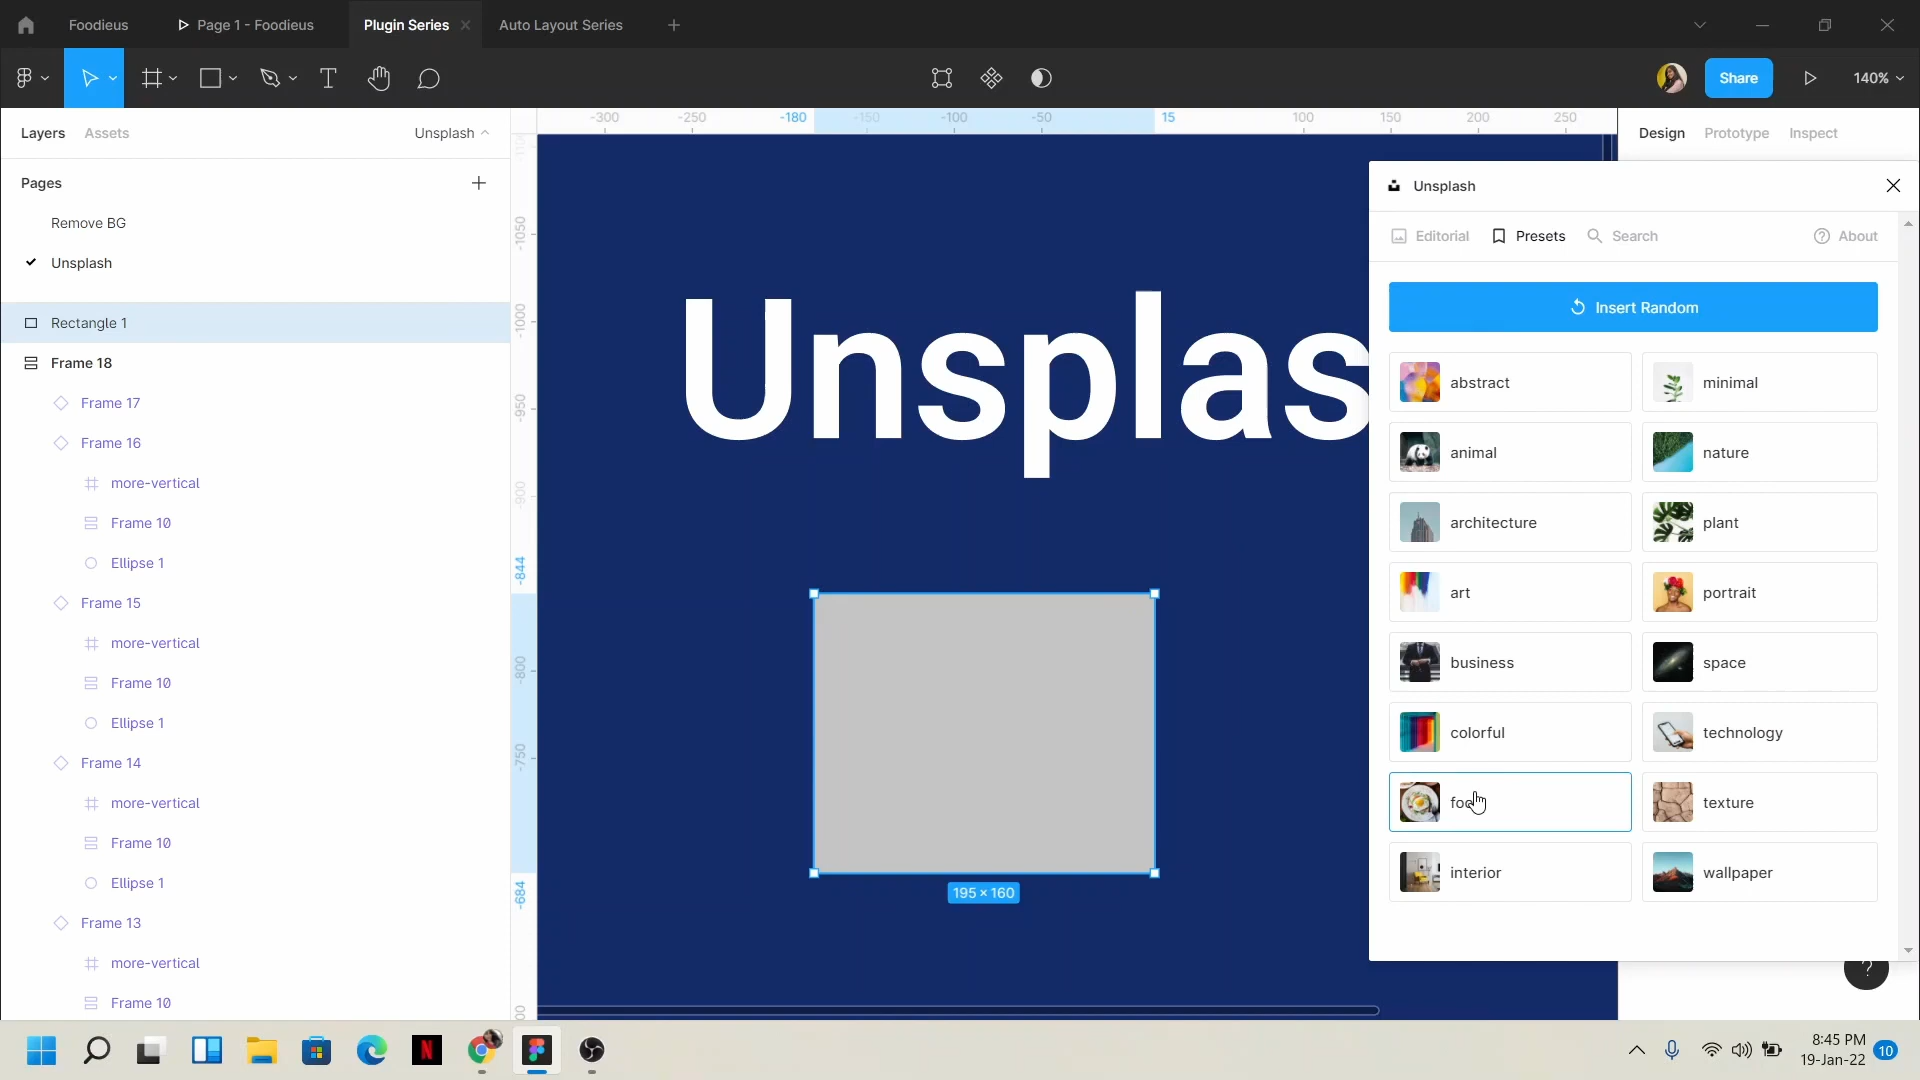 Foodieus
Page 1 - Foodieus
Plugin Series
Auto Layout Series
Share
140%
Layers
Assets
Unsplash
-300
-250
-180
-150
-100
-50
15
100
150
200
250
Design
Prototype
Inspect
Pages
Remove BG
Unsplash
Rectangle 1
Frame 18
Frame 17
Frame 16
more-vertical
Frame 10
Ellipse 1
Frame 15
more-vertical
Frame 10
Ellipse 1
Frame 14
more-vertical
Frame 10
Ellipse 1
Frame 13
more-vertical
Frame 10
-1050
-1000
-950
-900
-844
-800
-750
-684
Unsplas
195 × 160
Unsplash
Editorial
Presets
Search
About
Insert Random
abstract
minimal
animal
nature
architecture
plant
art
portrait
business
space
colorful
technology
texture
interior
wallpaper
?
8:45 PM
19-Jan-22
10